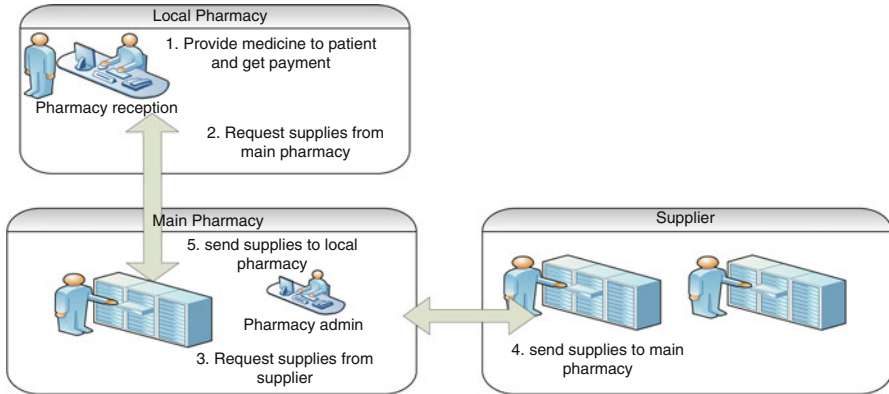 Local Pharmacy
1. Provide medicine to patient
and get payment
Pharmacy reception
2. Request supplies from
main pharmacy
Main Pharmacy
5. send supplies to local
pharmacy
Pharmacy admin
3. Request supplies from
supplier
Supplier
4. send supplies to main
pharmacy